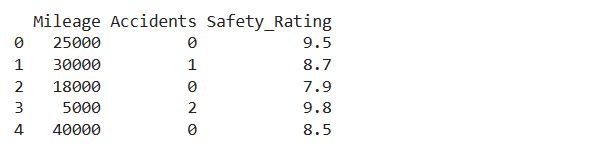 Mileage Accidents Safety_Rating
0 25000 0 9.5
1 30000 1 8.7
2 18000 0 7.9
3 5000 2 9.8
4 40000 0 8.5